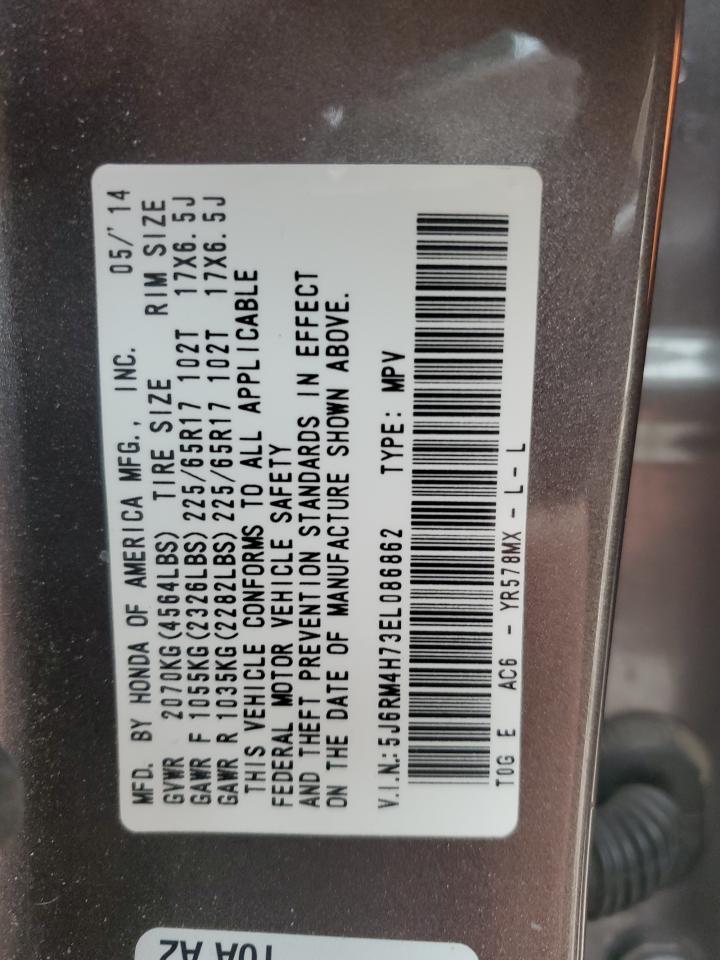 MFD. BY HONDA OF AMERICA MFG., INC. 05/'14
GVWR 2070KG(4564LBS) TIRE SIZE RIM SIZE
GAWR F 1055KG(2326LBS) 225/65R17 102T 17X6.5J
GAWR R 1035KG(2282LBS) 225/65R17 102T 17X6.5J
THIS VEHICLE CONFORMS TO ALL APPLICABLE
FEDERAL MOTOR VEHICLE SAFETY
AND THEFT PREVENTION STANDARDS IN EFFECT
ON THE DATE OF MANUFACTURE SHOWN ABOVE.
V.I.N.: 5J6RM4H73EL086862 TYPE: MPV
T0G E AC6 - YR578MX - L - L